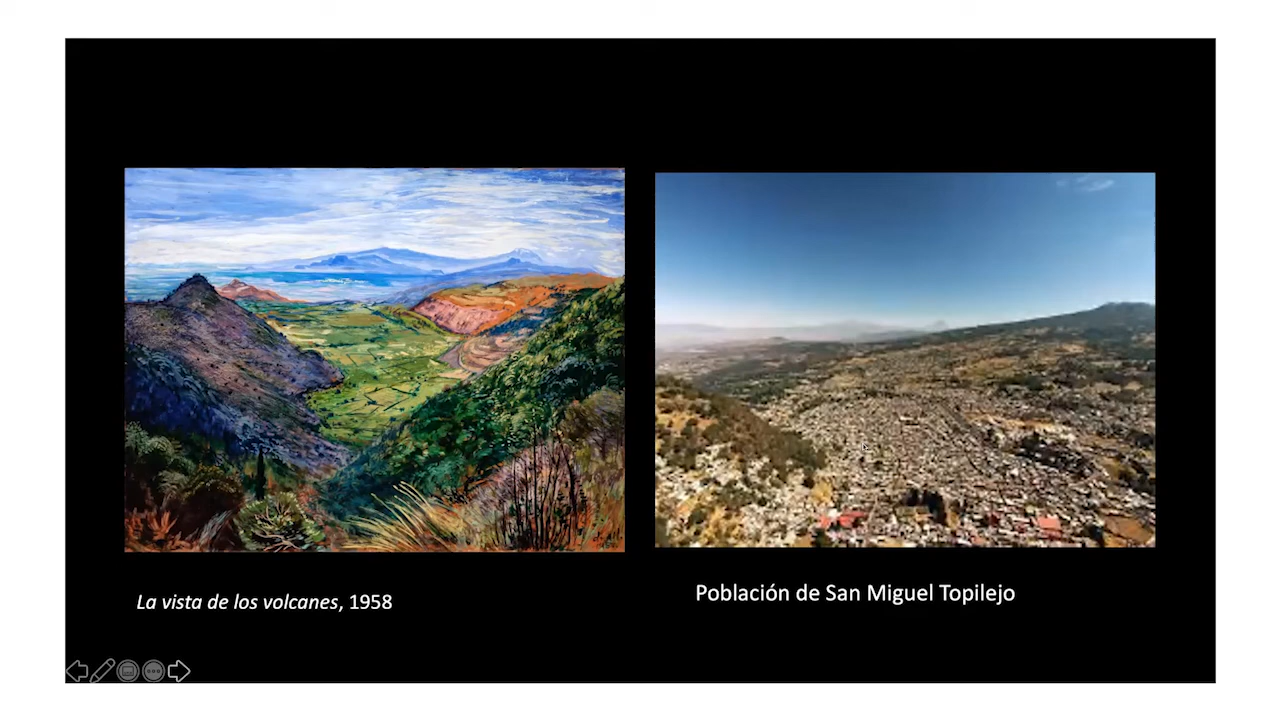 La vista de los volcanes, 1958
Población de San Miguel Topilejo